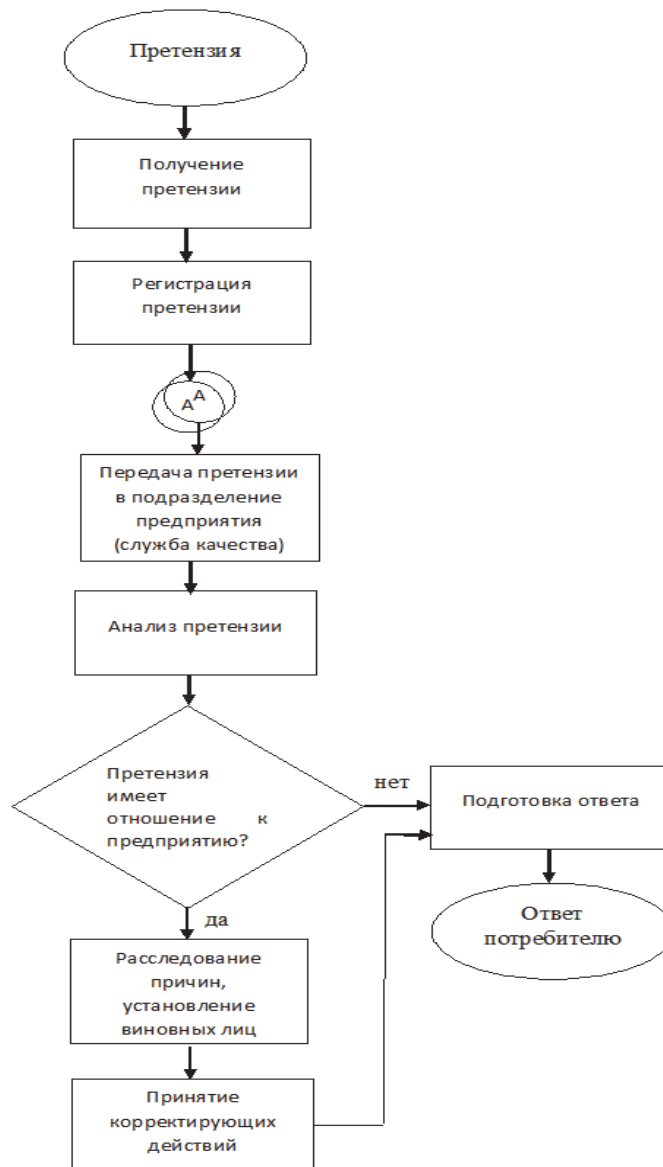 Претензия
Получение
претензии
Регистрация
претензии
А А
Передача претензии
в подразделение
предприятия
(служба качества)
Анализ претензии
Претензия
имеет
отношение к
предприятию?
нет
Подготовка ответа
да
Ответ
потребителю
Расследование
причин,
установление
виновных лиц
Принятие
корректирующих
действий